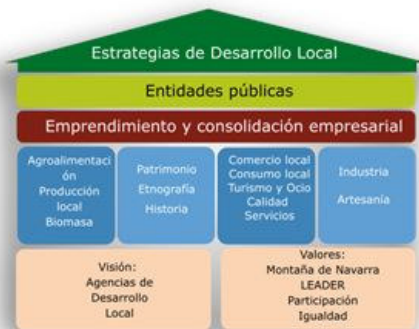 Estrategias de Desarrollo Local
Entidades públicas
Emprendimiento y consolidación empresarial
Agroalimentaci
ón
Producción
local
Biomasa
Patrimonio
Etnografía
Historia
Comercio local
Consumo local
Turismo y Ocio
Calidad
Servicios
Industria
Artesanía
Visión:
Agencias de
Desarrollo
Local
Valores:
Montaña de Navarra
LEADER
Participación
Igualdad